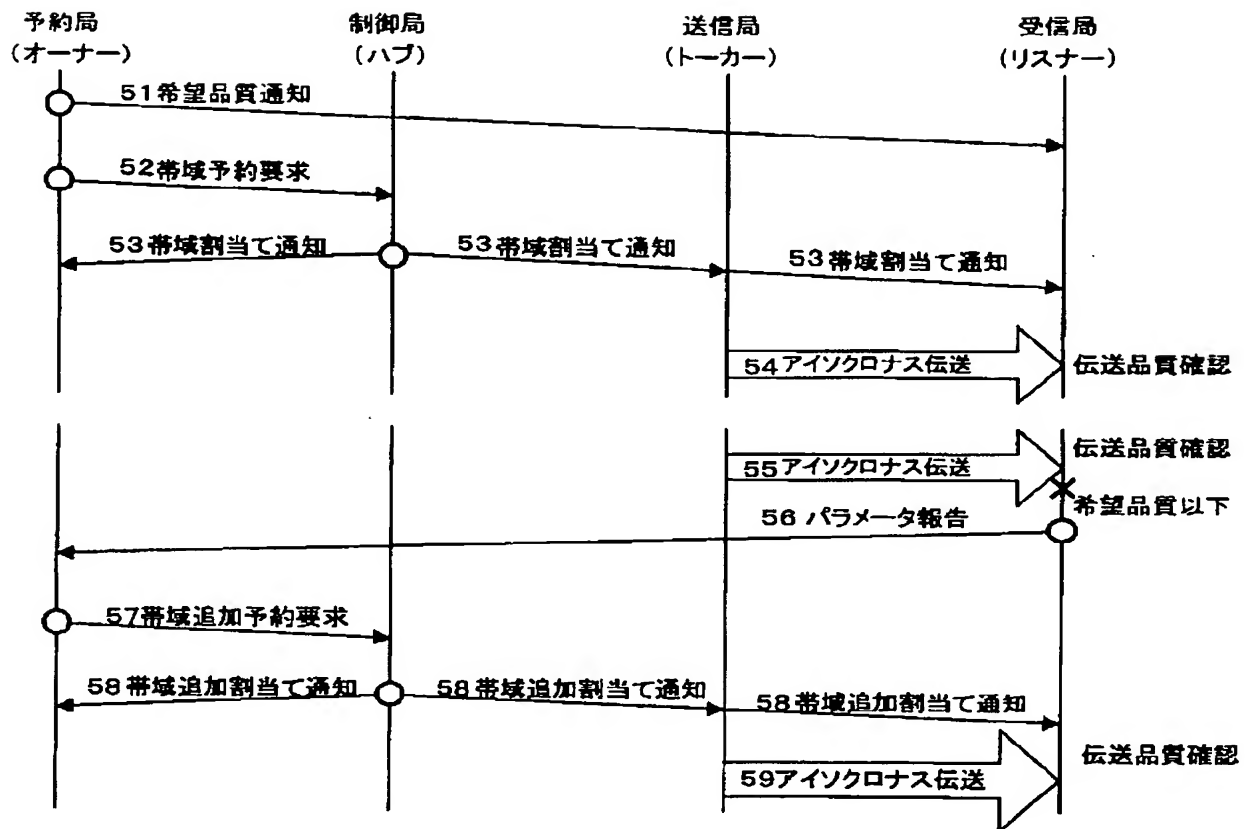 予約局
(オーナー)
制御局
(ハブ)
送信局
(トーカー)
受信局
(リスナー)
51希望品質通知
52帯域予約要求
53帯域割当て通知
53帯域割当て通知
53帯域割当て通知
54アイソクロナス伝送
伝送品質確認
伝送品質確認
55アイソクロナス伝送
希望品質以下
56 パラメータ報告
57帯域追加予約要求
58帯域追加割当て通知
58帯域追加割当て通知
58帯域追加割当て通知
伝送品質確認
59アイソクロナス伝送